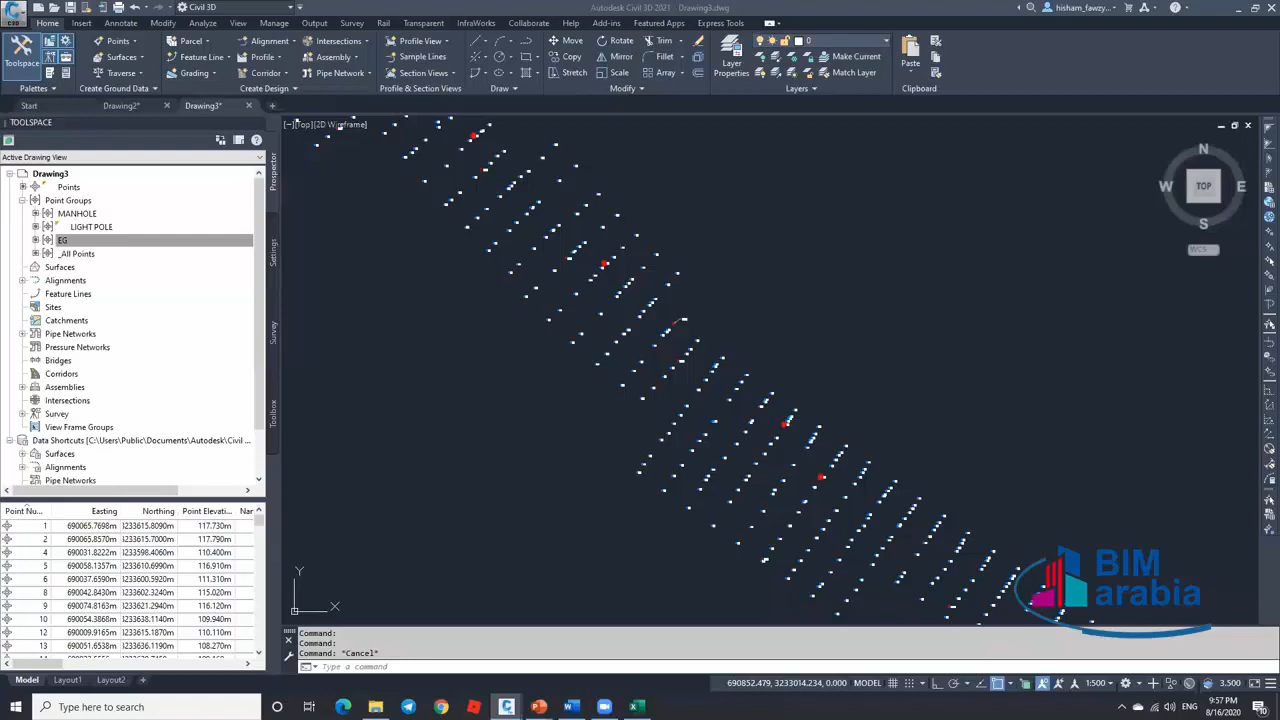 C3D Civil 3D Autodesk Civil 3D 2021 Drawing3.dwg hisham_fawzy...
Home Insert Annotate Modify Analyze View Manage Output Survey Rail Transparent InfraWorks Collaborate Help Add-ins Featured Apps Express Tools
Points Parcel Alignment Intersections Profile View Move Rotate Trim 0 Make Current
Surfaces Feature Line Profile Assembly Sample Lines Copy Mirror Fillet Match Layer
Toolspace Traverse Grading Corridor Pipe Network Section Views Stretch Scale Array Layer Properties Paste
Palettes Create Ground Data Create Design Profile & Section Views Draw Modify Layers Clipboard
Start Drawing2* Drawing3*
TOOLSPACE
[−][Top][2D Wireframe]
Active Drawing View
Drawing3
Points
Point Groups
MANHOLE
LIGHT POLE
EG
_All Points
Surfaces
Alignments
Feature Lines
Sites
Catchments
Pipe Networks
Pressure Networks
Bridges
Corridors
Assemblies
Intersections
Survey
View Frame Groups
Data Shortcuts [C:\Users\Public\Documents\Autodesk\Civil ...
Surfaces
Alignments
Pipe Networks
Prospector
Settings
Survey
Toolbox
N
W TOP E
S
WCS
Point Nu... Easting Northing Point Elevati... Nar
1 690065.7698m 117.730m
2 690065.8570m 117.790m
4 690031.8222m 110.400m
5 690058.1357m 116.910m
6 690037.6590m 111.310m
8 690042.8430m 115.020m
9 690074.8163m 116.120m
10 690054.3868m 109.940m
12 690009.9165m 110.110m
13 690051.6538m 108.270m
Y
X
BIM
arabia
Command:
Command:
Command: *Cancel*
Type a command
Model Layout1 Layout2 690852.479, 3233014.234, 0.000 MODEL 1:500 3.500
Type here to search ENG 9:57 PM
8/16/2020